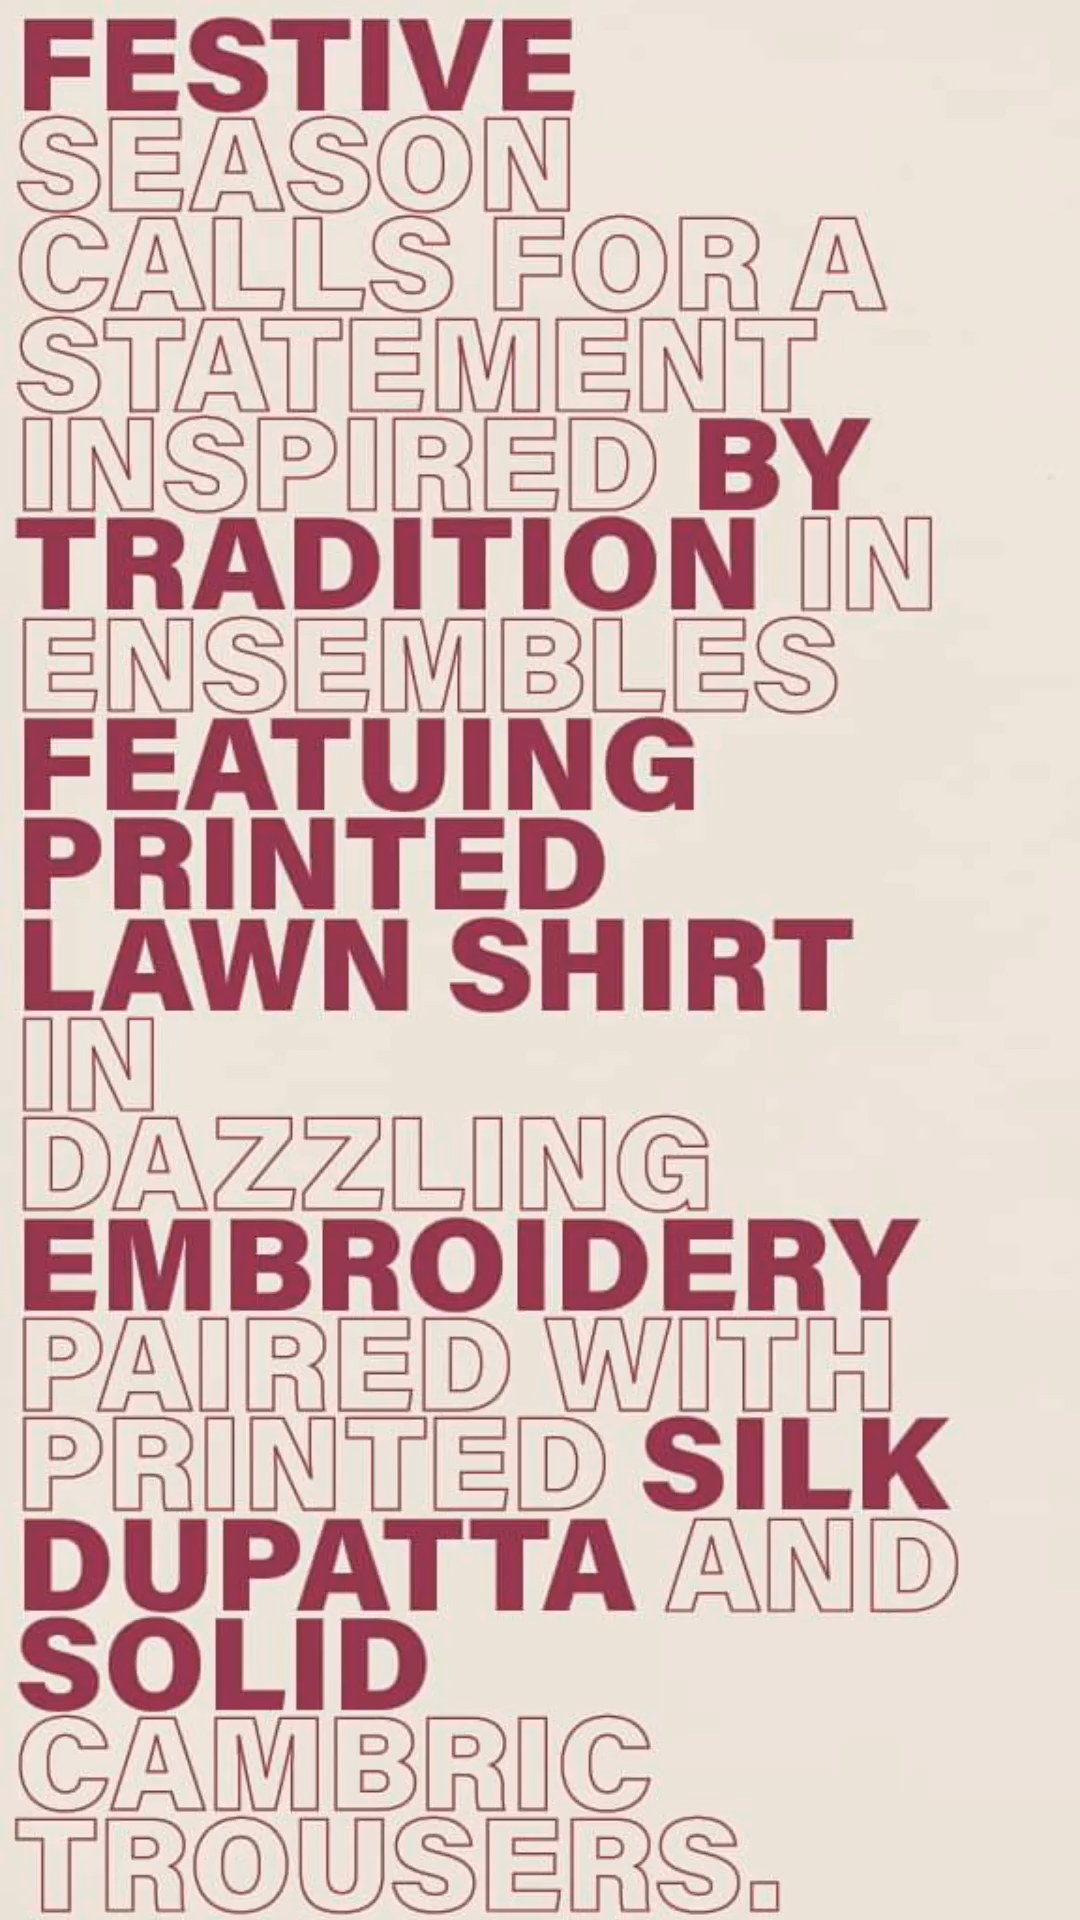 FESTIVE
SEASON
CALLS FOR A
STATEMENT
INSPIRED BY
TRADITION IN
ENSEMBLES
FEATUING
PRINTED
LAWN SHIRT
IN
DAZZLING
EMBROIDERY
PAIRED WITH
PRINTED SILK
DUPATTA AND
SOLID
CAMBRIC
TROUSERS.